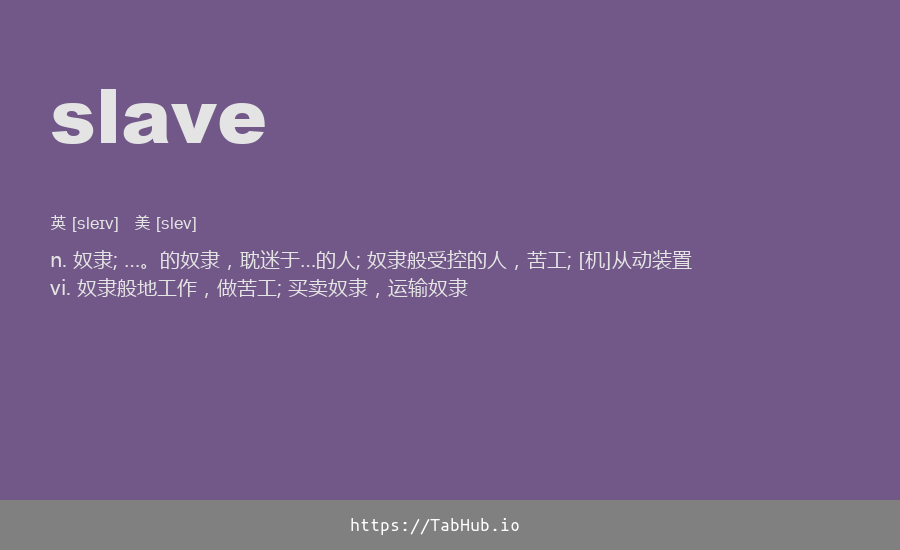 slave
英 [sleɪv] 美 [slev]
n. 奴隶; …。的奴隶，耽迷于…的人; 奴隶般受控的人，苦工; [机]从动装置
vi. 奴隶般地工作，做苦工; 买卖奴隶，运输奴隶
https://TabHub.io